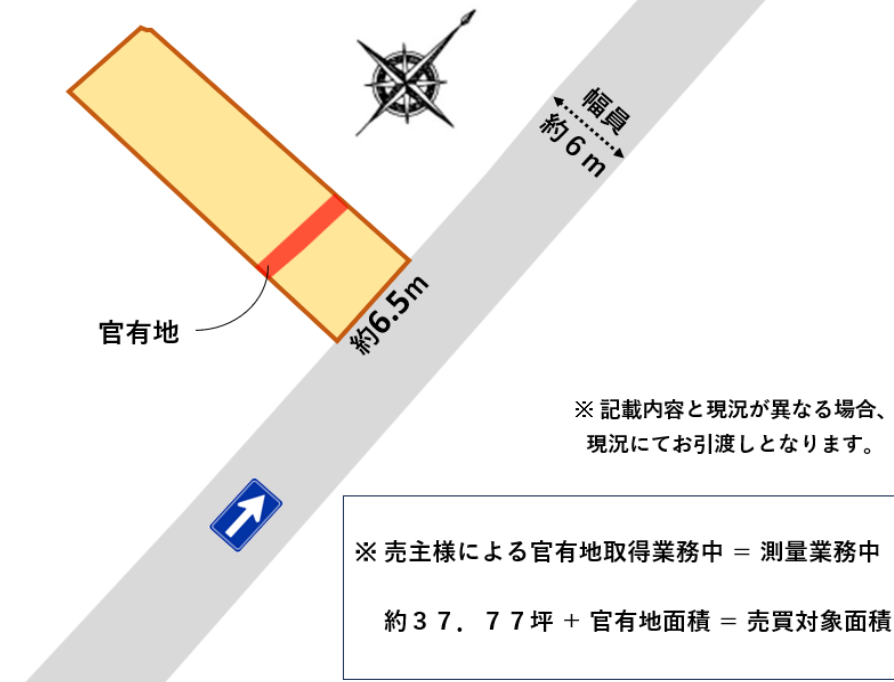 幅員
約６ｍ
官有地
約6.5m
※ 記載内容と現況が異なる場合、
現況にてお引渡しとなります。
※ 売主様による官有地取得業務中 = 測量業務中
約３７．７７坪 + 官有地面積 = 売買対象面積